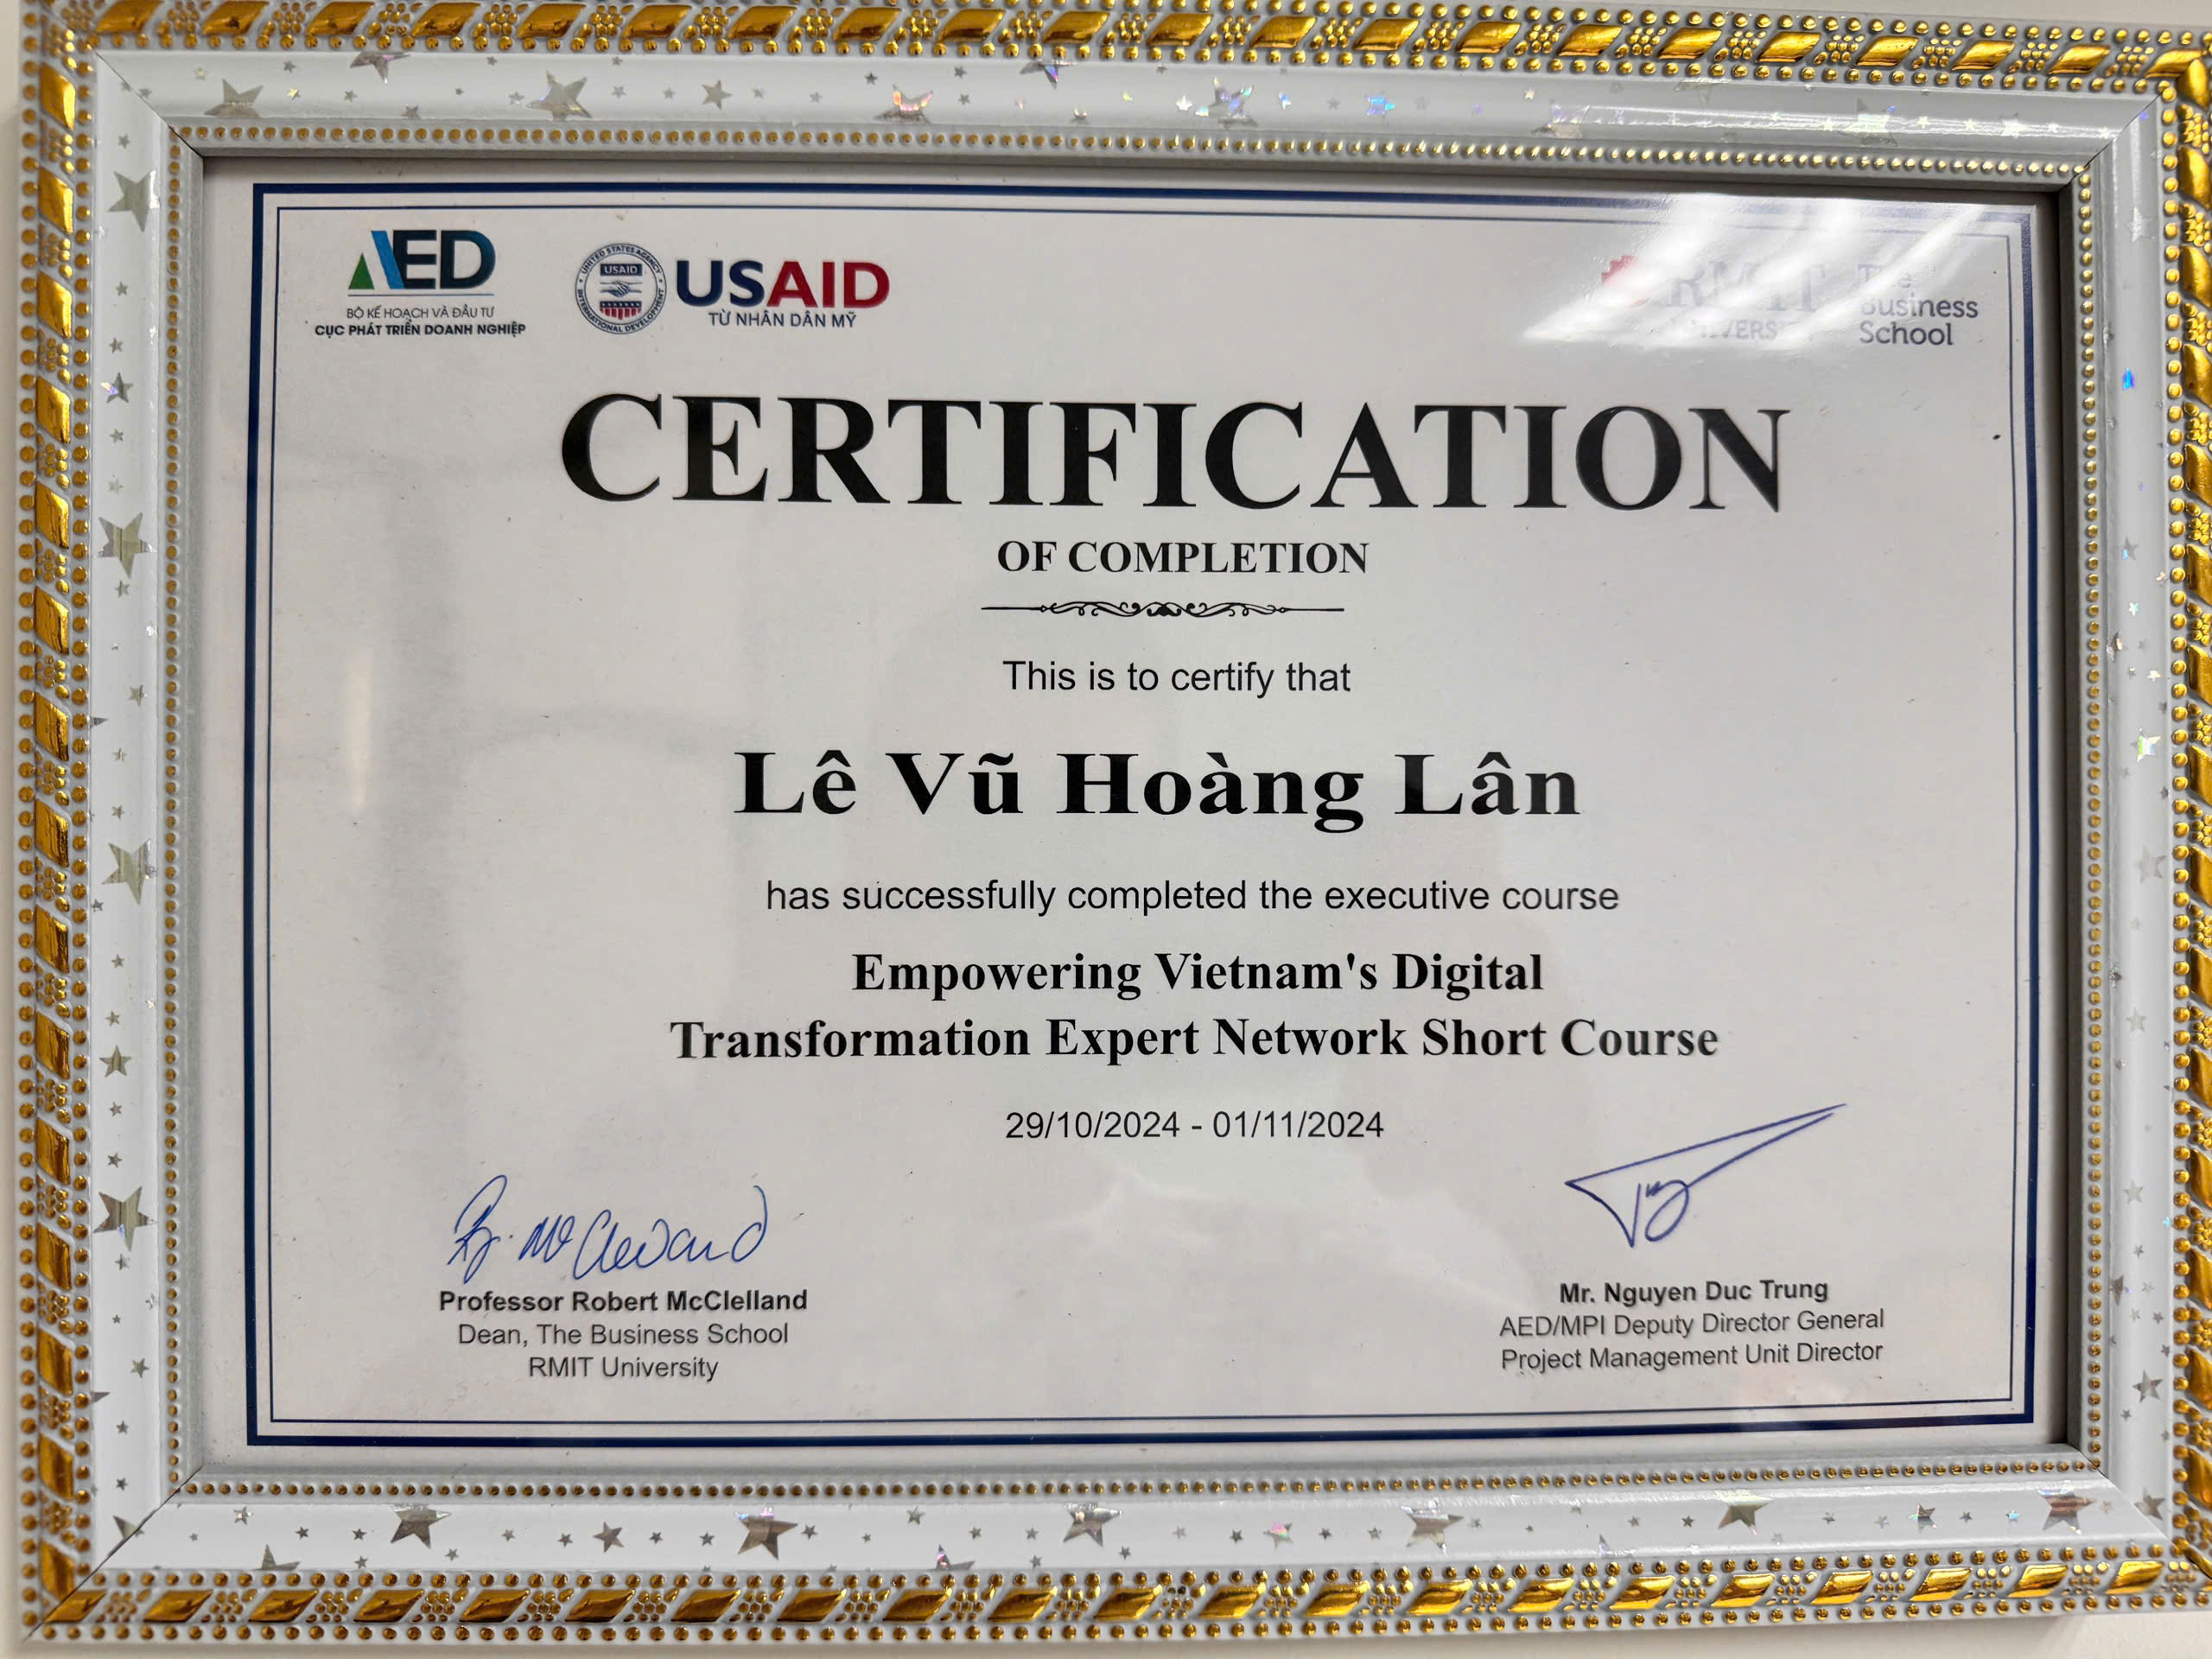 AED
BỘ KẾ HOẠCH VÀ ĐẦU TƯ
CỤC PHÁT TRIỂN DOANH NGHIỆP
UNITED STATES AGENCY
USAID
INTERNATIONAL DEVELOPMENT
USAID
TỪ NHÂN DÂN MỸ
RMIT
The
Business
School
CERTIFICATION
OF COMPLETION
This is to certify that
Lê Vũ Hoàng Lân
has successfully completed the executive course
Empowering Vietnam's Digital
Transformation Expert Network Short Course
29/10/2024 - 01/11/2024
Professor Robert McClelland
Dean, The Business School
RMIT University
Mr. Nguyen Duc Trung
AED/MPI Deputy Director General
Project Management Unit Director